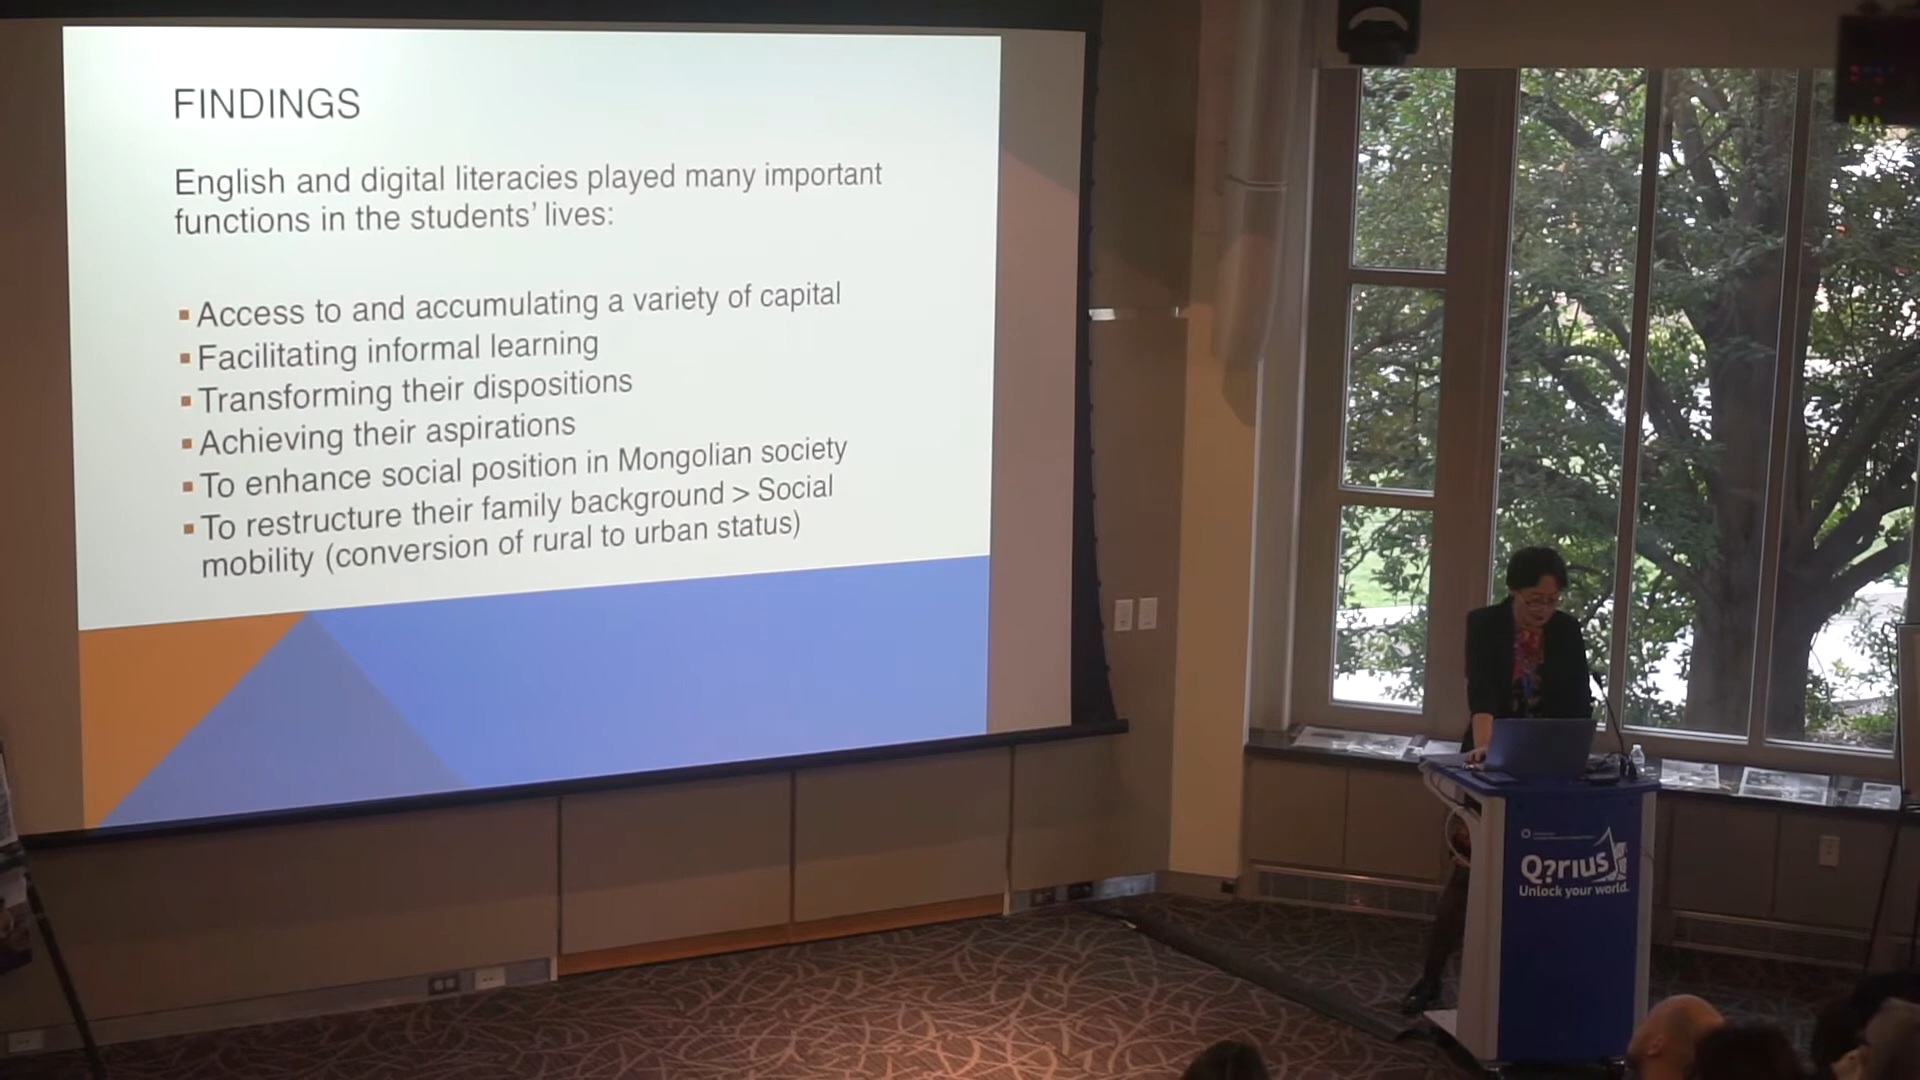 FINDINGS
English and digital literacies played many important
functions in the students' lives:
▪ Access to and accumulating a variety of capital
▪ Facilitating informal learning
▪ Transforming their dispositions
▪ Achieving their aspirations
▪ To enhance social position in Mongolian society
▪ To restructure their family background > Social
mobility (conversion of rural to urban status)
Q?rius
Unlock your world.